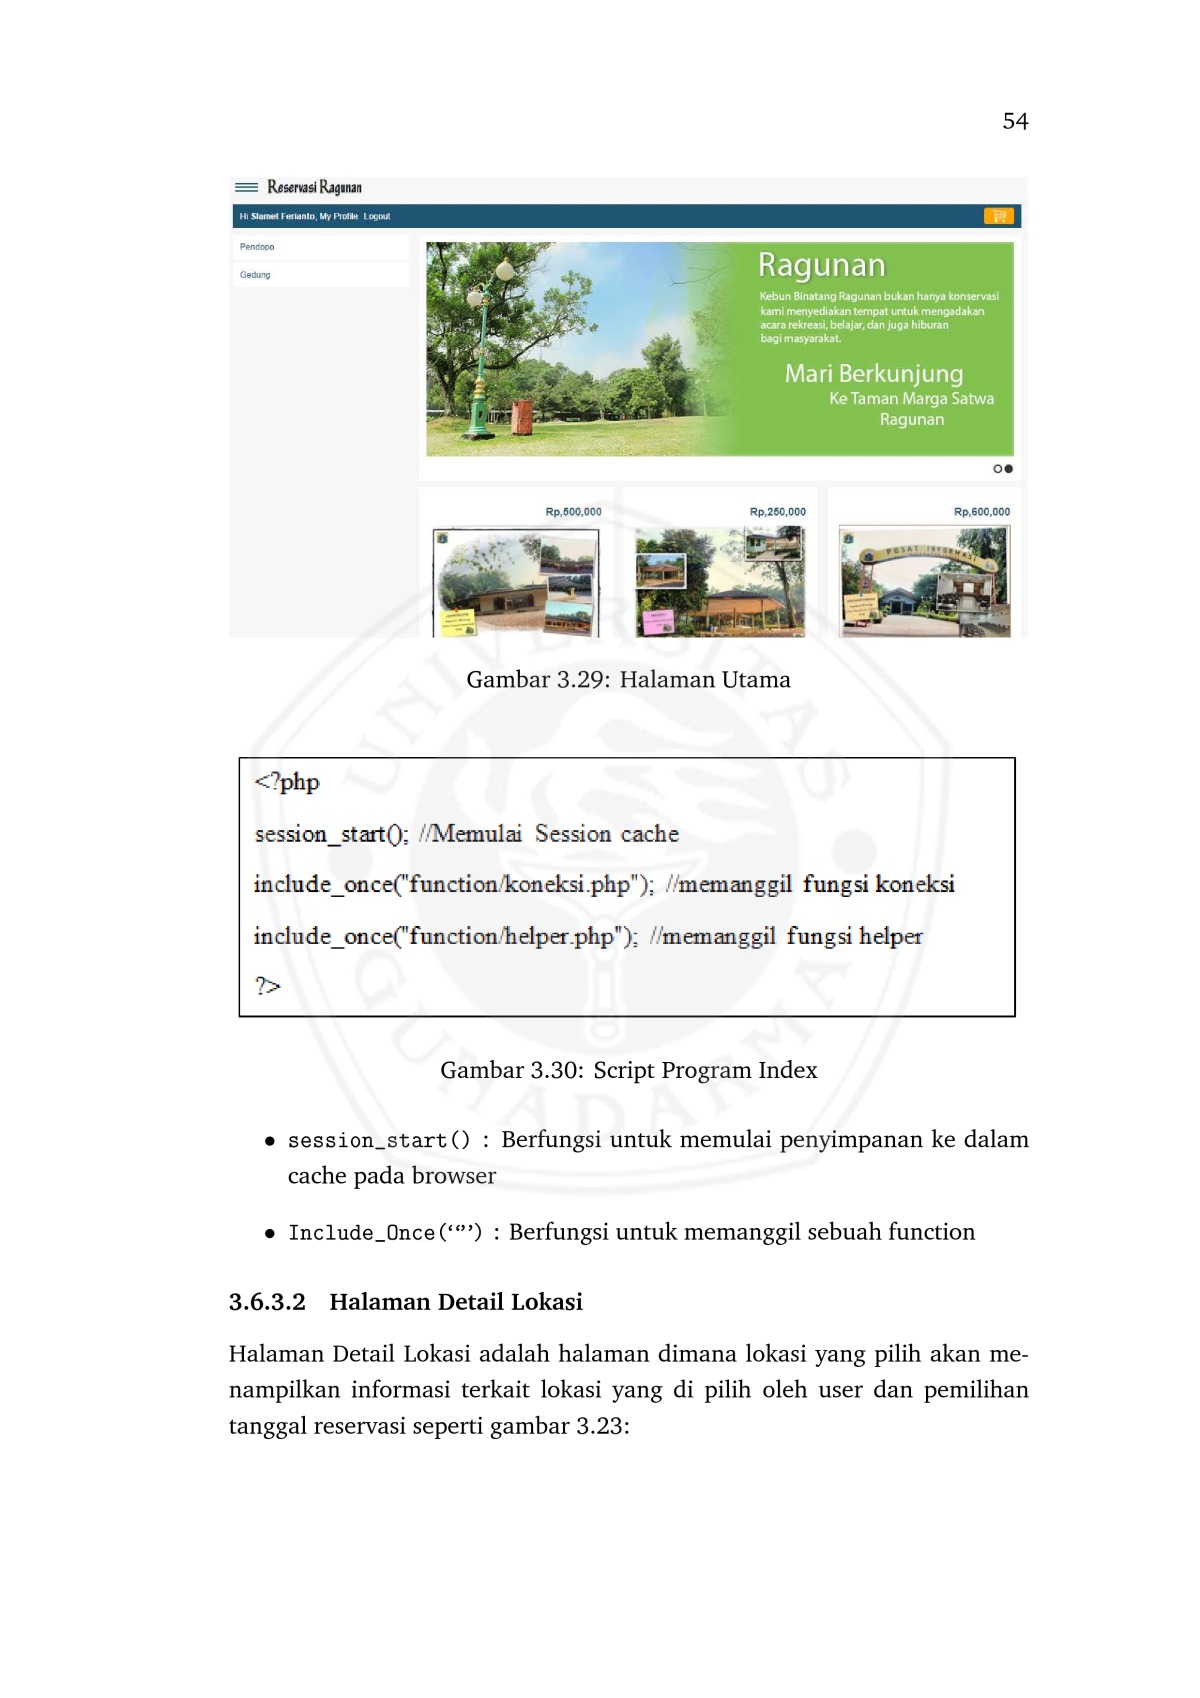 54
Reservasi Ragunan
Hi Slamet Ferianto, My Profile Logout
Pendopo
Gedung
Ragunan
Kebun Binatang Ragunan bukan hanya konservasi
kami menyediakan tempat untuk mengadakan
acara rekreasi, belajar, dan juga hiburan
bagi masyarakat.
Mari Berkunjung
Ke Taman Marga Satwa
Ragunan
Rp,500,000
Rp,250,000
Rp,600,000
PUSAT INFORMASI
Gambar 3.29: Halaman Utama
<?php
session_start(); //Memulai Session cache
include_once("function/koneksi.php"); //memanggil fungsi koneksi
include_once("function/helper.php"); //memanggil fungsi helper
?>
Gambar 3.30: Script Program Index
• session_start() : Berfungsi untuk memulai penyimpanan ke dalam
cache pada browser
• Include_Once(‘“’’) : Berfungsi untuk memanggil sebuah function
3.6.3.2 Halaman Detail Lokasi
Halaman Detail Lokasi adalah halaman dimana lokasi yang pilih akan me-
nampilkan informasi terkait lokasi yang di pilih oleh user dan pemilihan
tanggal reservasi seperti gambar 3.23:
UNIVERSITAS
GUNADARMA